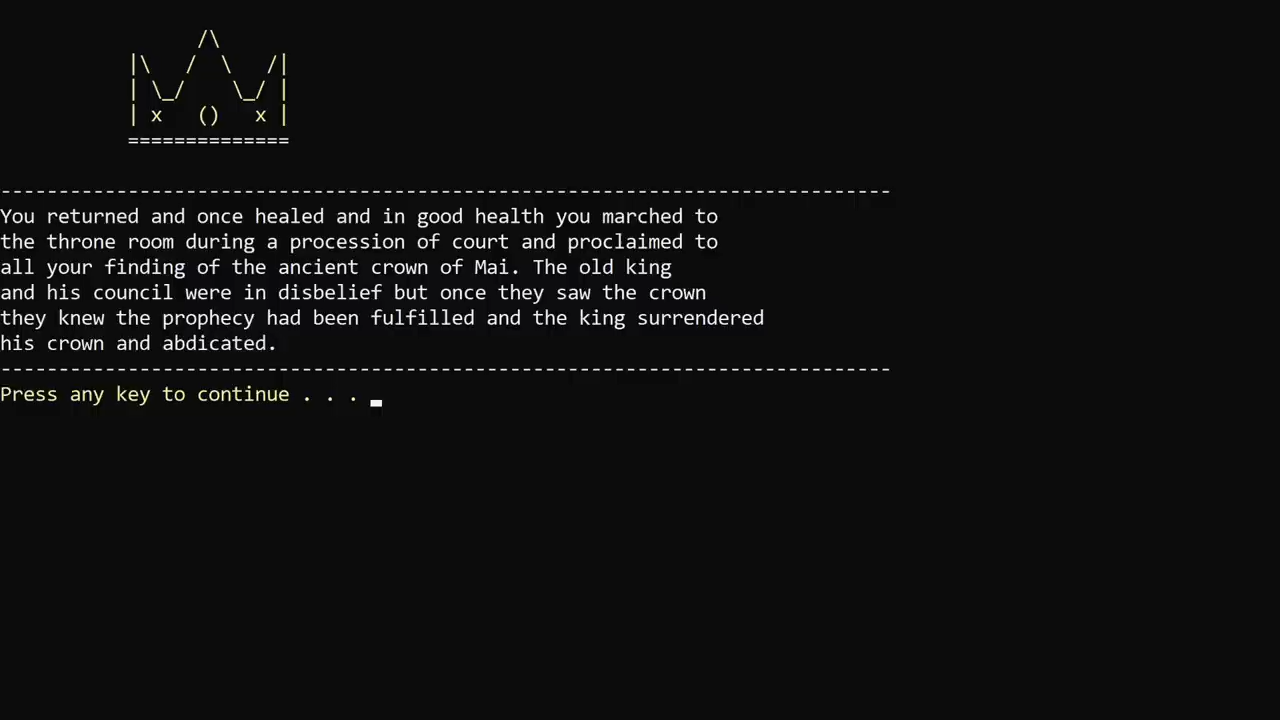 You returned and once healed and in good health you marched to
the throne room during a procession of court and proclaimed to
all your finding of the ancient crown of Mai. The old king
and his council were in disbelief but once they saw the crown
they knew the prophecy had been fulfilled and the king surrendered
his crown and abdicated.
Press any key to continue . . .